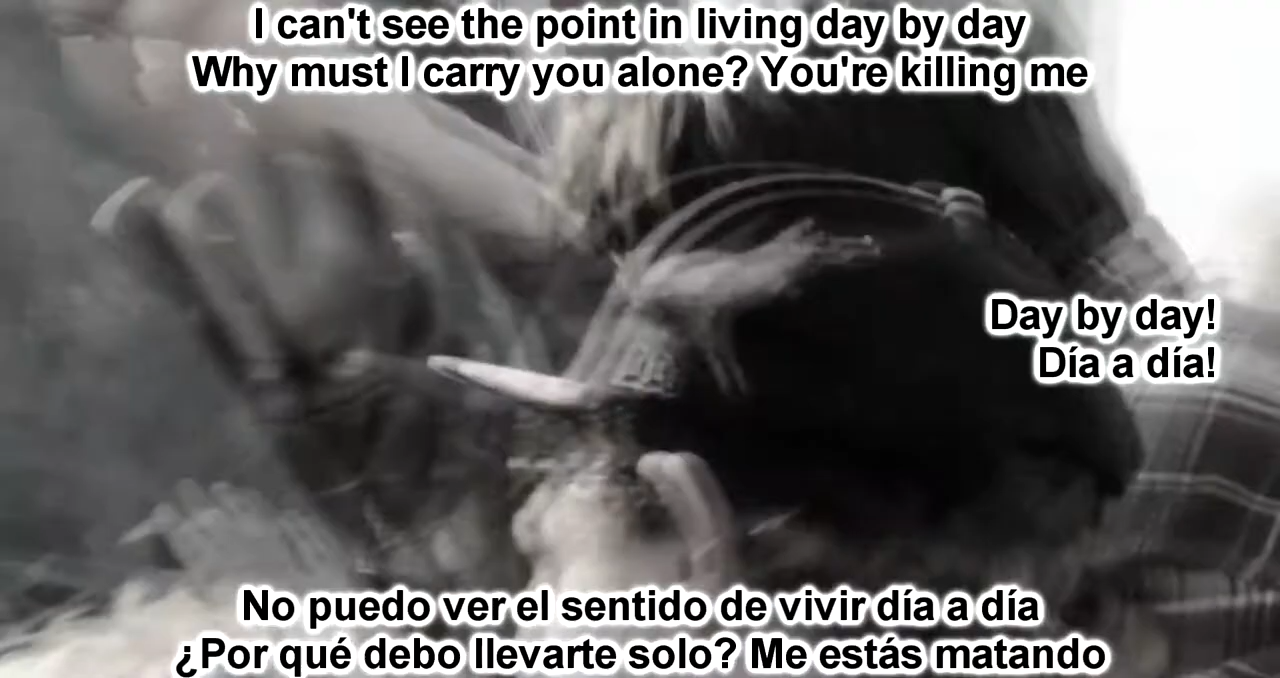 I can't see the point in living day by day
Why must I carry you alone? You're killing me
Day by day!
Día a día!
No puedo ver el sentido de vivir día a día
¿Por qué debo llevarte solo? Me estás matando